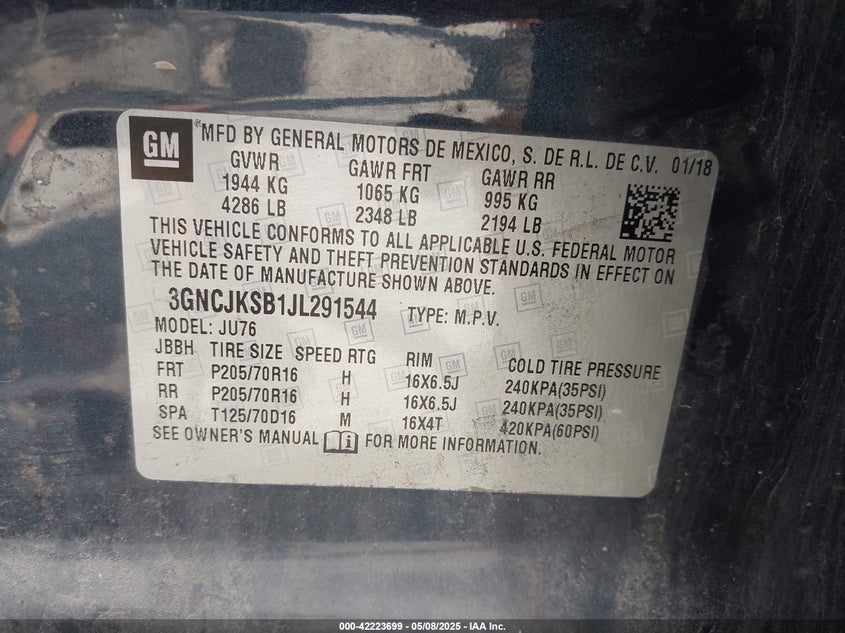 GM
®MFD BY GENERAL MOTORS DE MEXICO, S. DE R.L. DE C.V. 01/18
GVWR GAWR FRT GAWR RR
1944 KG 1065 KG 995 KG
4286 LB 2348 LB 2194 LB
THIS VEHICLE CONFORMS TO ALL APPLICABLE U.S. FEDERAL MOTOR
VEHICLE SAFETY AND THEFT PREVENTION STANDARDS IN EFFECT ON
THE DATE OF MANUFACTURE SHOWN ABOVE.
3GNCJKSB1JL291544 TYPE: M.P.V.
MODEL: JU76
JBBH TIRE SIZE SPEED RTG RIM COLD TIRE PRESSURE
FRT P205/70R16 H 16X6.5J 240KPA(35PSI)
RR P205/70R16 H 16X6.5J 240KPA(35PSI)
SPA T125/70D16 M 16X4T 420KPA(60PSI)
SEE OWNER'S MANUAL FOR MORE INFORMATION.
000-42223699 — 05/08/2025 — IAA Inc.